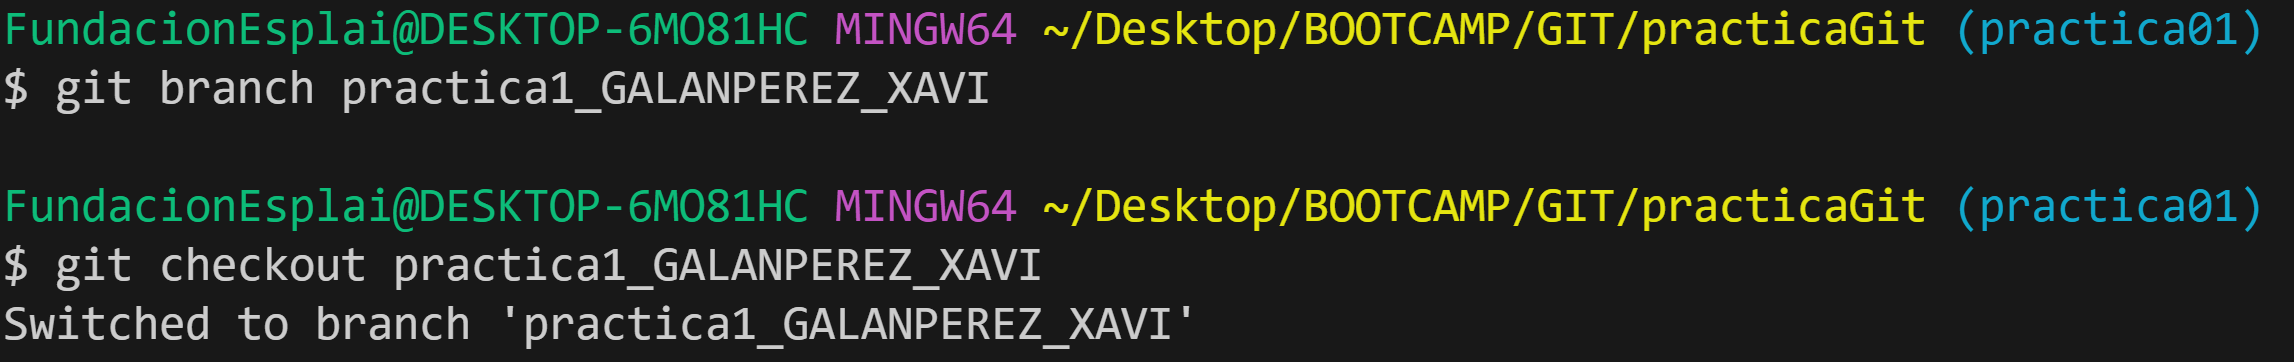 FundacionEsplai@DESKTOP-6MO81HC MINGW64 ~/Desktop/BOOTCAMP/GIT/practicaGit (practica01)
$ git branch practica1_GALANPEREZ_XAVI
FundacionEsplai@DESKTOP-6MO81HC MINGW64 ~/Desktop/BOOTCAMP/GIT/practicaGit (practica01)
$ git checkout practica1_GALANPEREZ_XAVI
Switched to branch 'practica1_GALANPEREZ_XAVI'